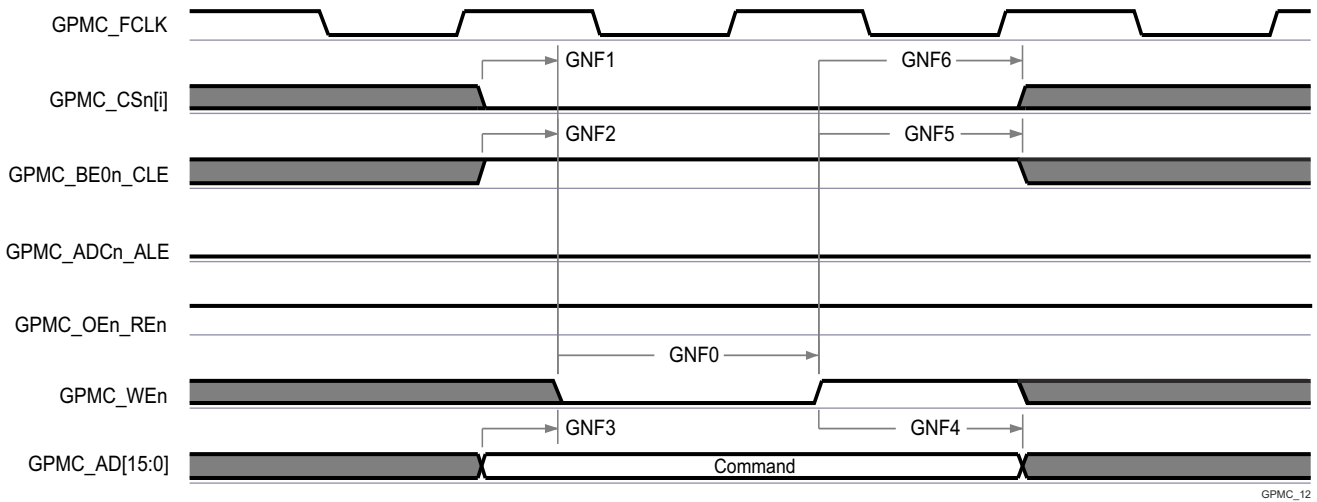 GPMC_FCLK
GNF1
GNF6
GPMC_CSn[i]
GNF2
GNF5
GPMC_BE0n_CLE
GPMC_ADCn_ALE
GPMC_OEn_REn
GNF0
GPMC_WEn
GNF3
GNF4
GPMC_AD[15:0]
Command
GPMC_12